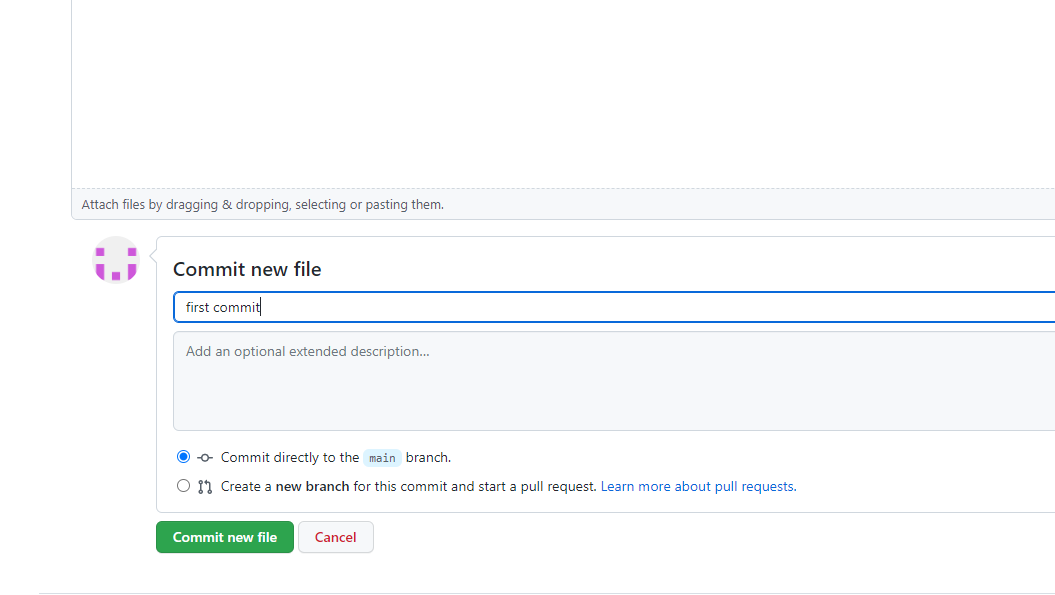 Attach files by dragging & dropping, selecting or pasting them.
Commit new file
first commit
Add an optional extended description...
Commit directly to the main branch.
Create a new branch for this commit and start a pull request. Learn more about pull requests.
Commit new file Cancel